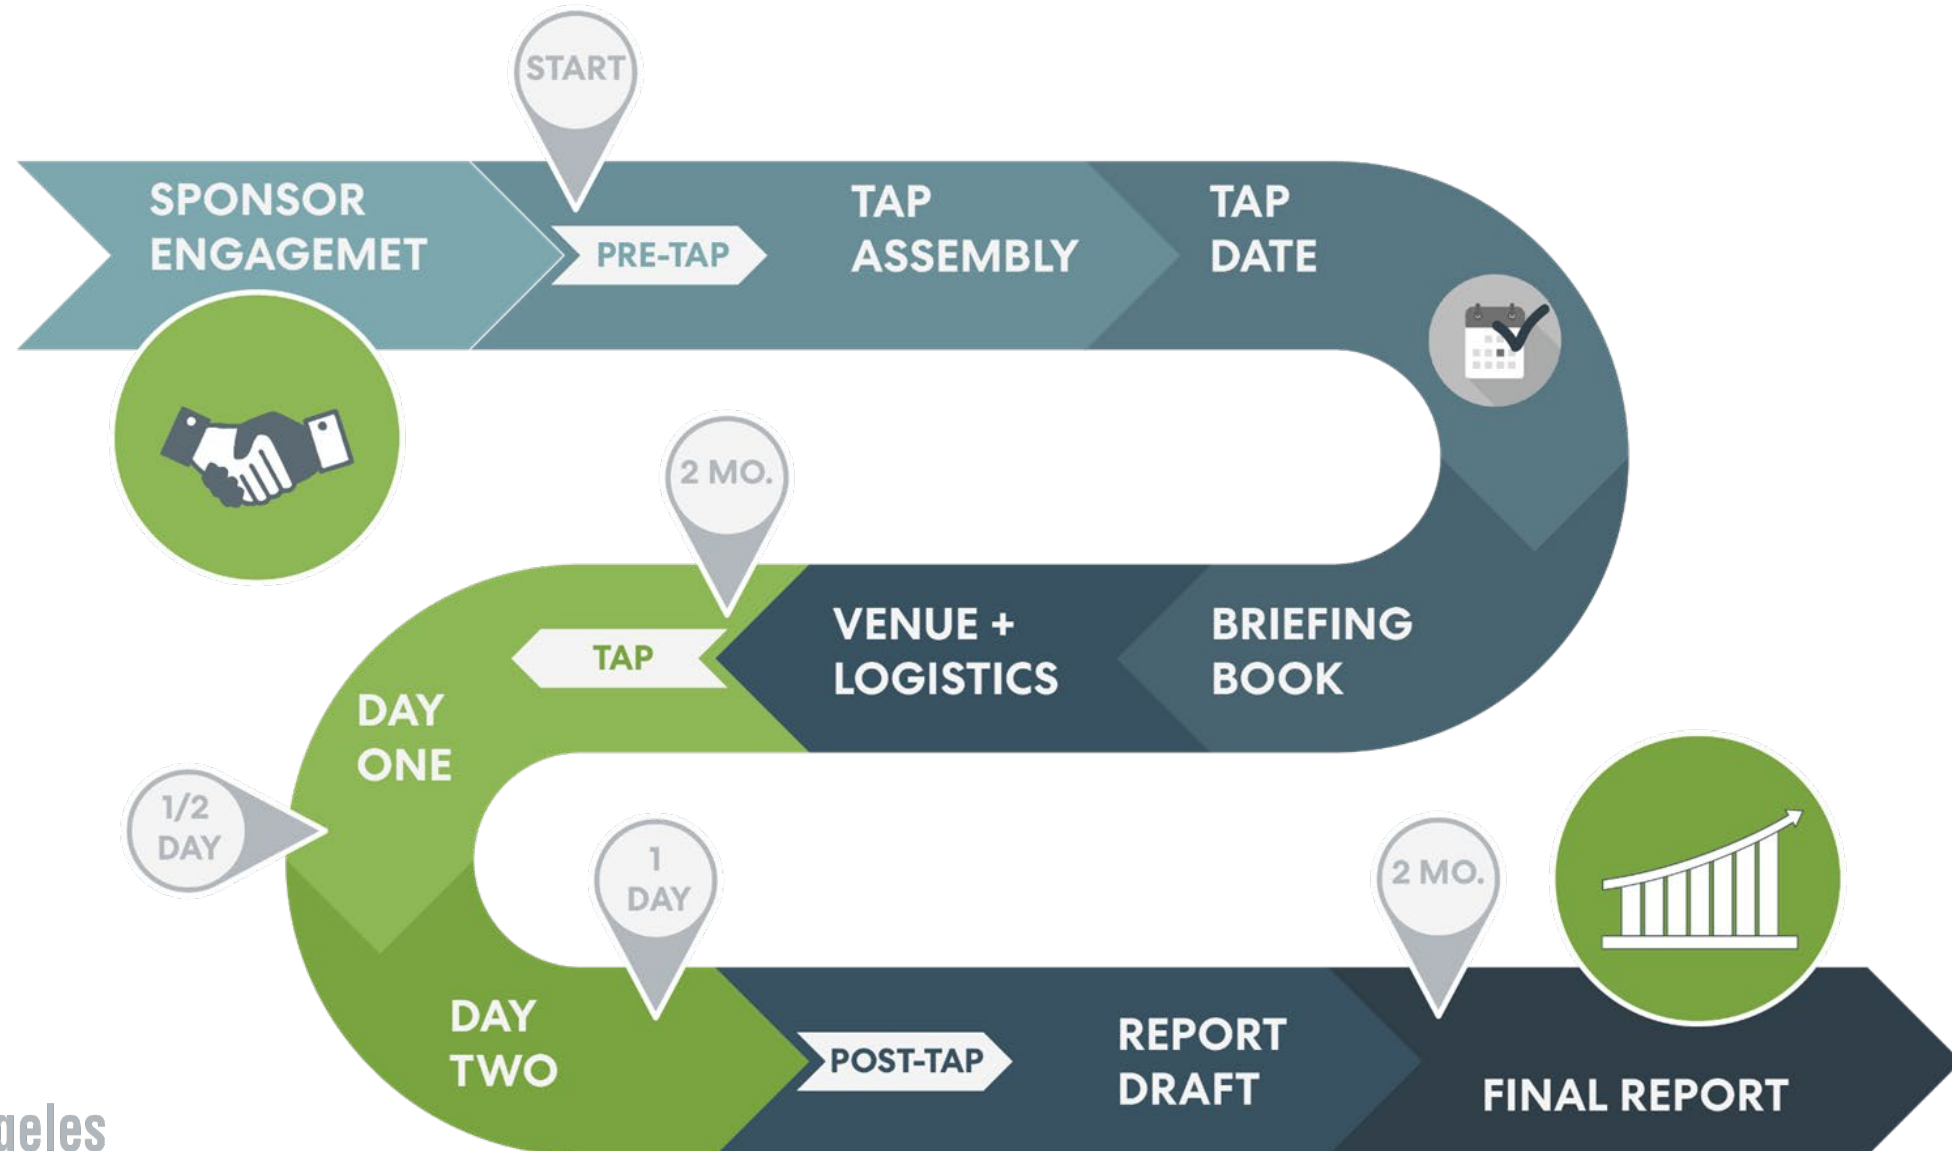 START
SPONSOR
ENGAGEMET
PRE-TAP
TAP
ASSEMBLY
TAP
DATE
2 MO.
BRIEFING
BOOK
VENUE +
LOGISTICS
TAP
DAY
ONE
1/2
DAY
DAY
TWO
1
DAY
POST-TAP
REPORT
DRAFT
2 MO.
FINAL REPORT
geles